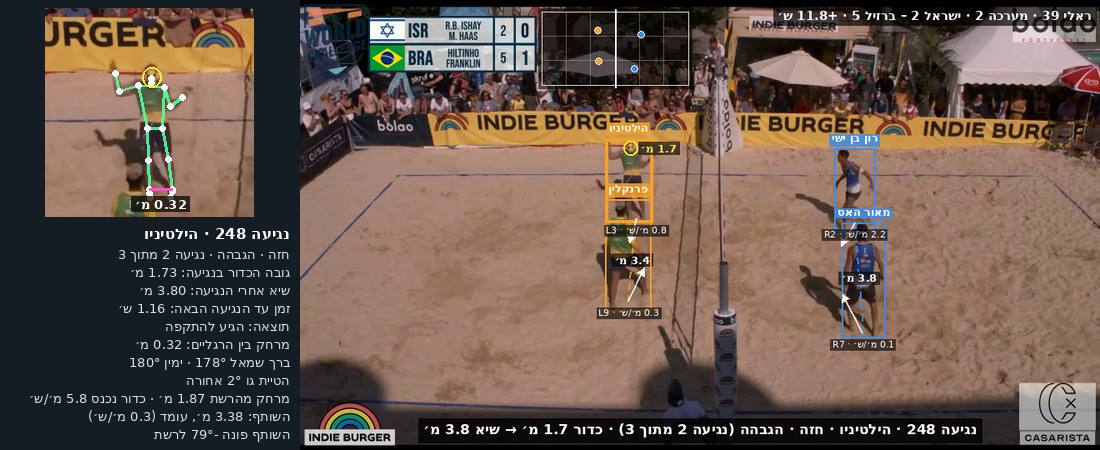 ראלי 39 · מערכה 2 · ישראל 2 – ברזיל 5 · +11.8 ש׳
ISR R.B. ISHAY M. HAAS 2 0
BRA HILTINHO FRANKLIN 5 1
URGER
0.32 מ׳
נגיעה 248 · הילטיניו
חזה · הגבהה · נגיעה 2 מתוך 3
גובה הכדור בנגיעה: 1.73 מ׳
שיא אחרי הנגיעה: 3.80 מ׳
זמן עד הנגיעה הבאה: 1.16 ש׳
תוצאה: הגיע להתקפה
מרחק בין הרגליים: 0.32 מ׳
ברך שמאל 178° · ימין 180°
הטיית גו 2° אחורה
מרחק מהרשת 1.87 מ׳ · כדור נכנס 5.8 מ׳/ש׳
השותף: 3.38 מ׳, עומד (0.3 מ׳/ש׳)
השותף פונה -79° לרשת
INDIE BURGER
bolao
FOOTVOLLEY
CASARISTA
bolao
INDIE BURGER
bolao
BURGER
INDIE BURGER
הילטיניו
1.7 מ׳
פרנקלין
L3 · 0.8 מ׳/ש׳
3.4 מ׳
L9 · 0.3 מ׳/ש׳
רון בן ישי
מאור האס
R2 · 2.2 מ׳/ש׳
3.8 מ׳
R7 · 0.1 מ׳/ש׳
INDIE BURGER
נגיעה 248 · הילטיניו · חזה · הגבהה (נגיעה 2 מתוך 3) · כדור 1.7 מ׳ → שיא 3.8 מ׳
CASARISTA